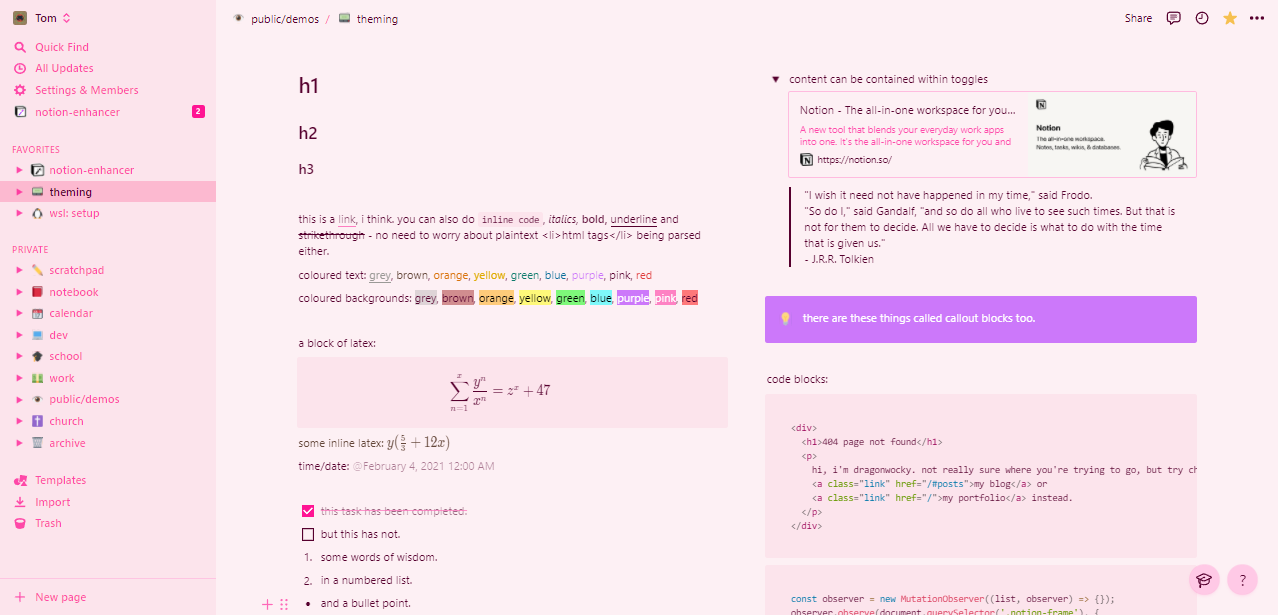 Tom
Quick Find
All Updates
Settings & Members
notion-enhancer
2
FAVORITES
notion-enhancer
theming
wsl: setup
PRIVATE
scratchpad
notebook
calendar
dev
school
work
public/demos
church
archive
Templates
Import
Trash
New page
public/demos / theming
Share
h1
h2
h3
this is a link, i think. you can also do inline code, italics, bold, underline and
strikethrough - no need to worry about plaintext <li>html tags</li> being parsed
either.
coloured text: grey, brown, orange, yellow, green, blue, purple, pink, red
coloured backgrounds: grey, brown, orange, yellow, green, blue, purple, pink, red
a block of latex:
∑_{n=1}^{x} y^n/x^n = z^x + 47
some inline latex: y(5/3 + 12x)
time/date: @February 4, 2021 12:00 AM
this task has been completed.
but this has not.
1. some words of wisdom.
2. in a numbered list.
• and a bullet point.
content can be contained within toggles
Notion - The all-in-one workspace for you...
A new tool that blends your everyday work apps
into one. It's the all-in-one workspace for you and
https://notion.so/
Notion
The all-in-one workspace.
Notes, tasks, wikis, & databases.
"I wish it need not have happened in my time," said Frodo.
"So do I," said Gandalf, "and so do all who live to see such times. But that is
not for them to decide. All we have to decide is what to do with the time
that is given us."
- J.R.R. Tolkien
there are these things called callout blocks too.
code blocks:
<div>
<h1>404 page not found</h1>
<p>
hi, i'm dragonwocky. not really sure where you're trying to go, but try ch
<a class="link" href="/#posts">my blog</a> or
<a class="link" href="/">my portfolio</a> instead.
</p>
</div>
const observer = new MutationObserver((list, observer) => {});
observer.observe(document.querySelector('.notion-frame'), {
?